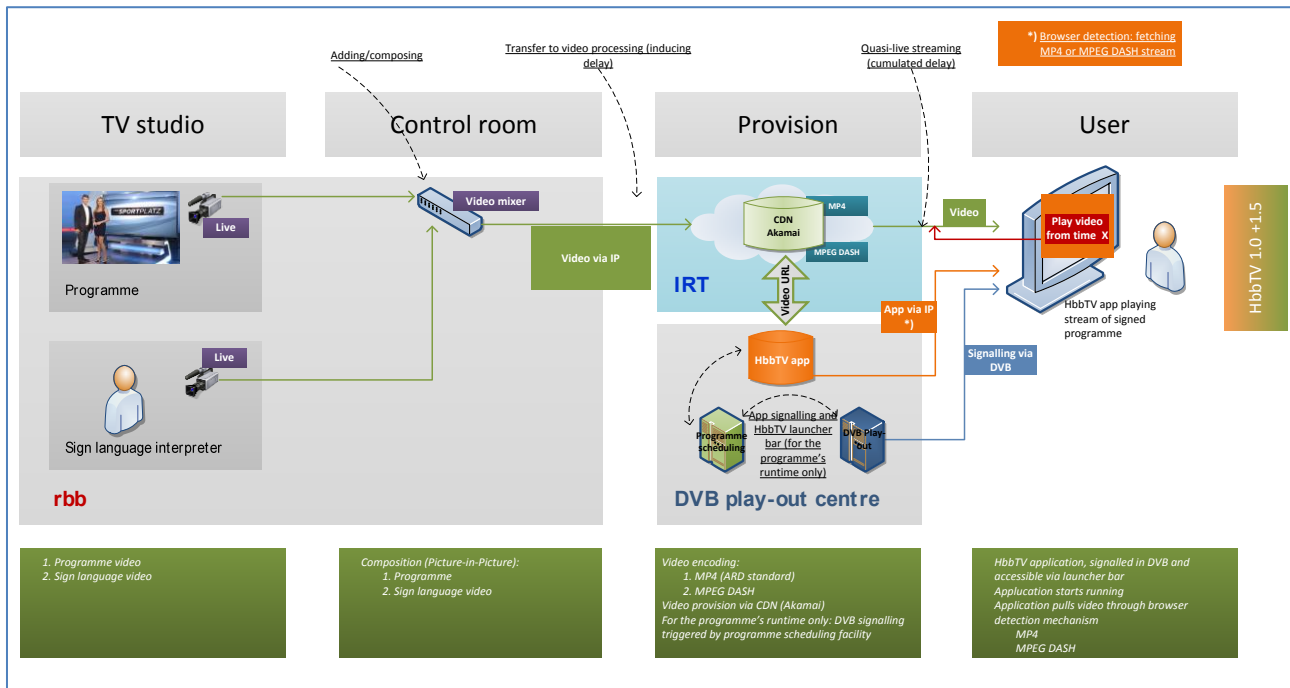 *) Browser detection: fetching
MP4 or MPEG DASH stream
Adding/composing
Transfer to video processing (inducing
delay)
Quasi-live streaming
(cumulated delay)
TV studio
Control room
Provision
User
SPORTPLATZ
Live
Programme
Live
Sign language interpreter
rbb
Video mixer
Video via IP
MP4
CDN
Akamai
MPEG DASH
IRT
Video URL
HbbTV app
App signalling and
HbbTV launcher
bar (for the
programme's
runtime only)
Programme
scheduling
DVB Play-
out
DVB play-out centre
Video
App via IP
*)
Signalling via
DVB
Play video
from time X
HbbTV app playing
stream of signed
programme
HbbTV 1.0 +1.5
1. Programme video
2. Sign language video
Composition (Picture-in-Picture):
1. Programme
2. Sign language video
Video encoding:
1. MP4 (ARD standard)
2. MPEG DASH
Video provision via CDN (Akamai)
For the programme's runtime only: DVB signalling
triggered by programme scheduling facility
HbbTV application, signalled in DVB and
accessible via launcher bar
Applucation starts running
Application pulls video through browser
detection mechanism
MP4
MPEG DASH